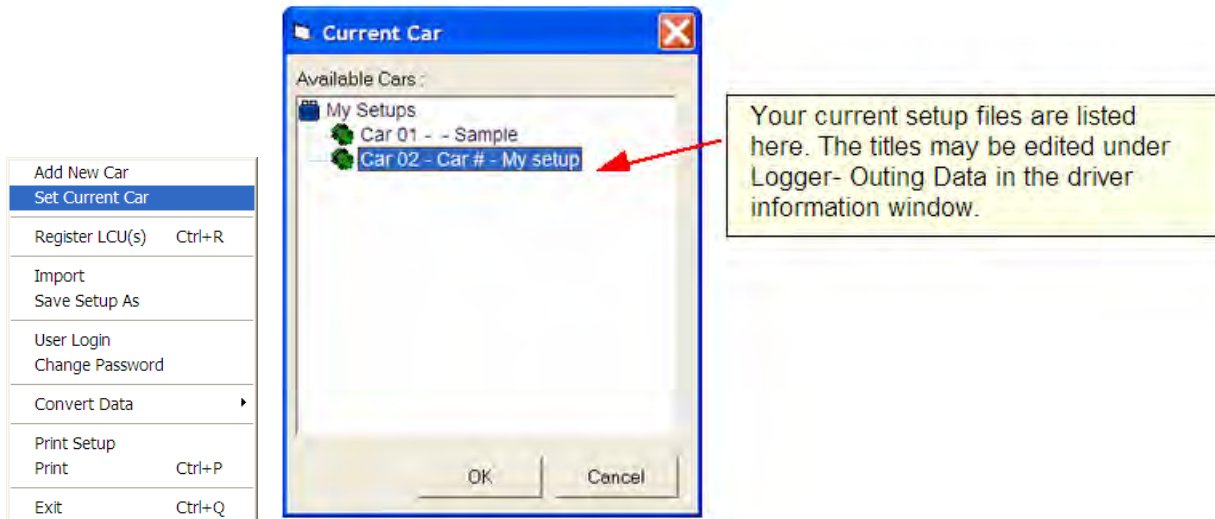 Add New Car
Set Current Car
Register LCU(s) Ctrl+R
Import
Save Setup As
User Login
Change Password
Convert Data
Print Setup
Print Ctrl+P
Exit Ctrl+Q
Current Car
Available Cars :
My Setups
Car 01 - - Sample
Car 02 - Car # - My setup
OK Cancel
Your current setup files are listed
here. The titles may be edited under
Logger- Outing Data in the driver
information window.